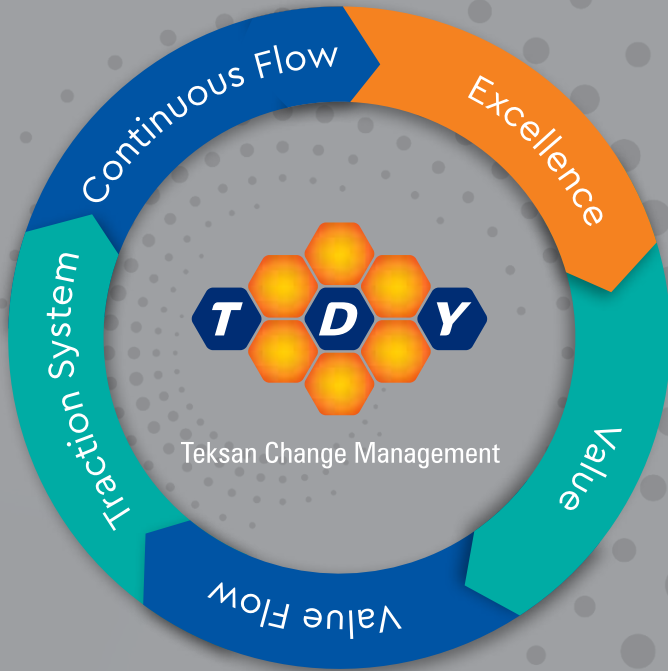 Continuous Flow
Excellence
Value
Value Flow
Traction System
T D Y
Teksan Change Management